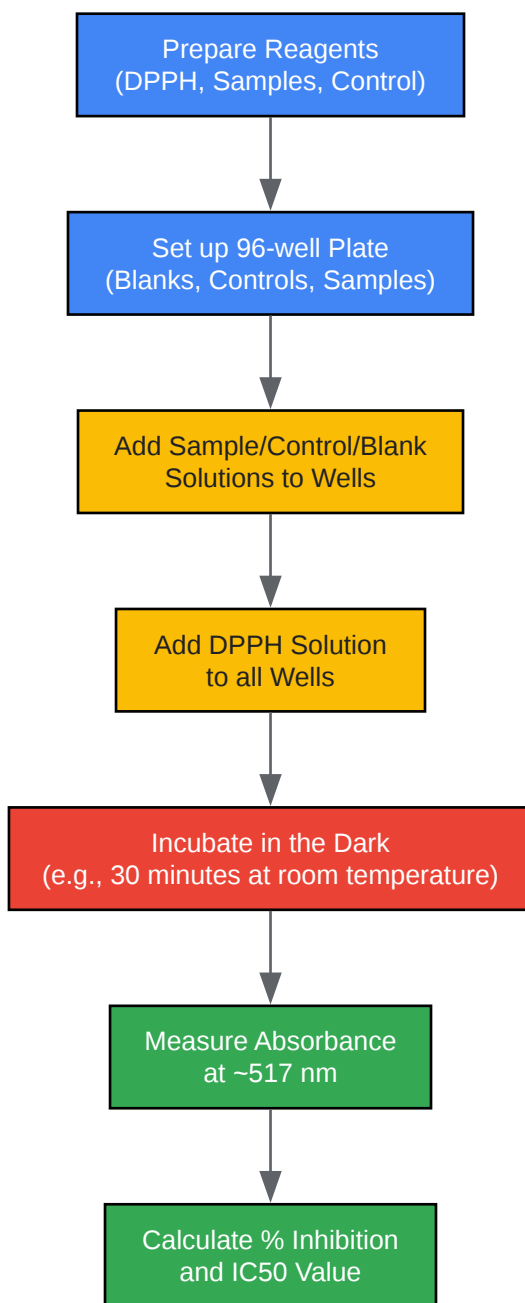 Prepare Reagents
(DPPH, Samples, Control)
Set up 96-well Plate
(Blanks, Controls, Samples)
Add Sample/Control/Blank
Solutions to Wells
Add DPPH Solution
to all Wells
Incubate in the Dark
(e.g., 30 minutes at room temperature)
Measure Absorbance
at ~517 nm
Calculate % Inhibition
and IC50 Value